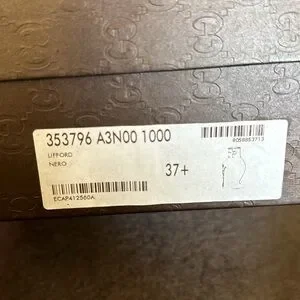 353796 A3N00 1000
LIFFORD
NERO
37+
8058853713
ECAP412560A